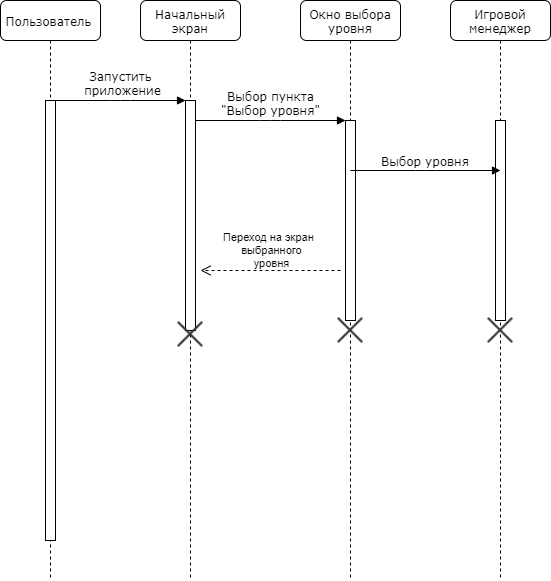 Пользователь
Начальный
экран
Окно выбора
уровня
Игровой
менеджер
Запустить
приложение
Выбор пункта
"Выбор уровня"
Выбор уровня
Переход на экран
выбранного
уровня